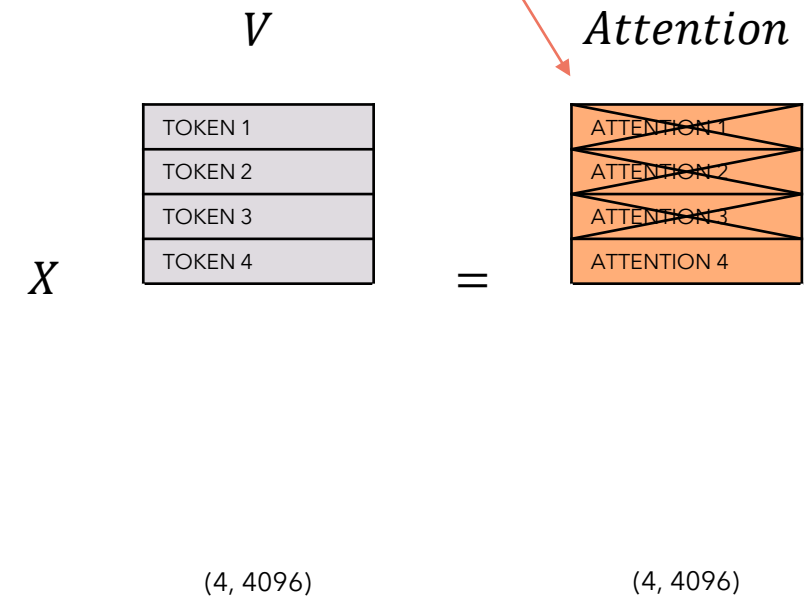 V
Attention
TOKEN 1
TOKEN 2
TOKEN 3
TOKEN 4
X
=
ATTENTION 1
ATTENTION 2
ATTENTION 3
ATTENTION 4
(4, 4096)
(4, 4096)